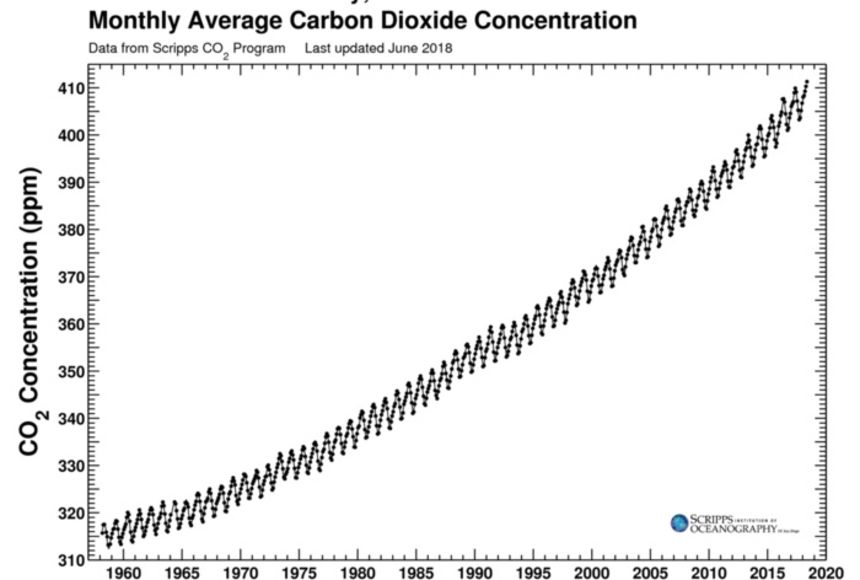 Monthly Average Carbon Dioxide Concentration
Data from Scripps CO2 Program Last updated June 2018
CO2 Concentration (ppm)
410
400
390
380
370
360
350
340
330
320
310
1960 1965 1970 1975 1980 1985 1990 1995 2000 2005 2010 2015 2020
SCRIPPS INSTITUTION OF
OCEANOGRAPHY